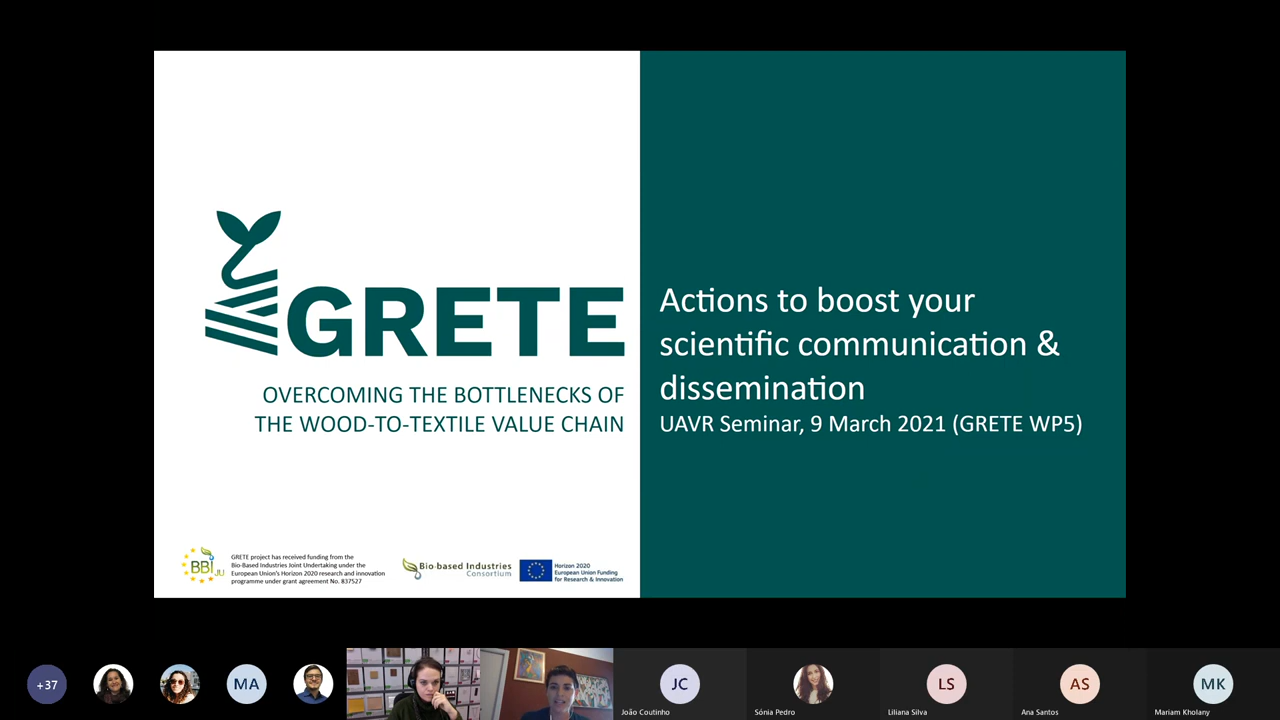 GRETE
OVERCOMING THE BOTTLENECKS OF
THE WOOD-TO-TEXTILE VALUE CHAIN
Actions to boost your
scientific communication &
dissemination
UAVR Seminar, 9 March 2021 (GRETE WP5)
BBI JU
GRETE project has received funding from the
Bio-Based Industries Joint Undertaking under the
European Union's Horizon 2020 research and innovation
programme under grant agreement No. 837527
Bio-based Industries
Consortium
Horizon 2020
European Union Funding
for Research & Innovation
+37
MA
JC
João Coutinho
Sónia Pedro
LS
Liliana Silva
AS
Ana Santos
MK
Mariam Kholany